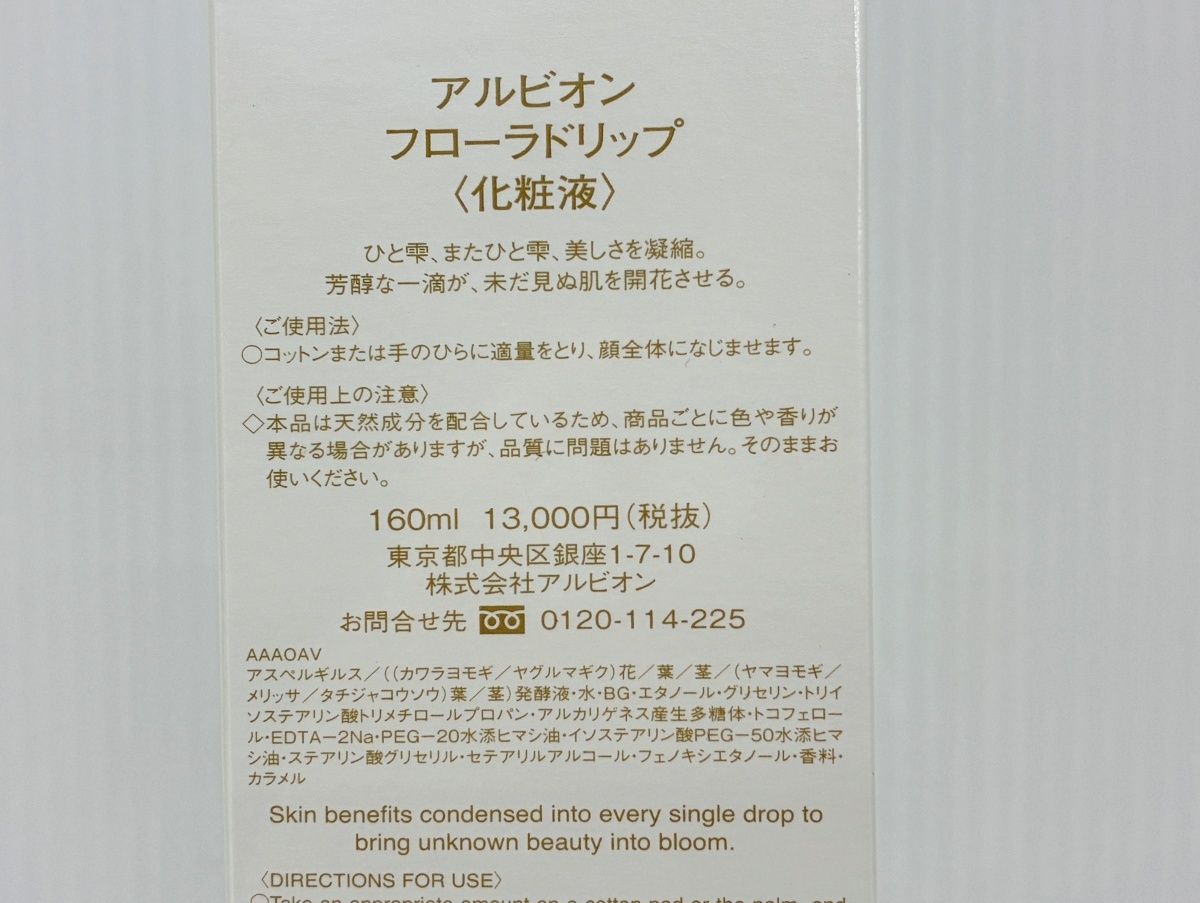 アルビオン
フローラドリップ
〈化粧液〉
ひと雫、またひと雫、美しさを凝縮。
芳醇な一滴が、未だ見ぬ肌を開花させる。
〈ご使用法〉
○コットンまたは手のひらに適量をとり、顔全体になじませます。
〈ご使用上の注意〉
◇本品は天然成分を配合しているため、商品ごとに色や香りが
異なる場合がありますが、品質に問題はありません。そのままお
使いください。
160ml 13,000円(税抜)
東京都中央区銀座1-7-10
株式会社アルビオン
お問合せ先 0120-114-225
AAAOAV
アスペルギルス/((カワラヨモギ/ヤグルマギク)花/葉/茎/(ヤマヨモギ/
メリッサ/タチジャコウソウ)葉/茎)発酵液・水・BG・エタノール・グリセリン・トリイ
ソステアリン酸トリメチロールプロパン・アルカリゲネス産生多糖体・トコフェロー
ル・EDTA-2Na・PEG-20水添ヒマシ油・イソステアリン酸PEG-50水添ヒマ
シ油・ステアリン酸グリセリル・セテアリルアルコール・フェノキシエタノール・香料・
カラメル
Skin benefits condensed into every single drop to
bring unknown beauty into bloom.
〈DIRECTIONS FOR USE〉
○Take an appropriate amount on a cotton pad or the palm, and